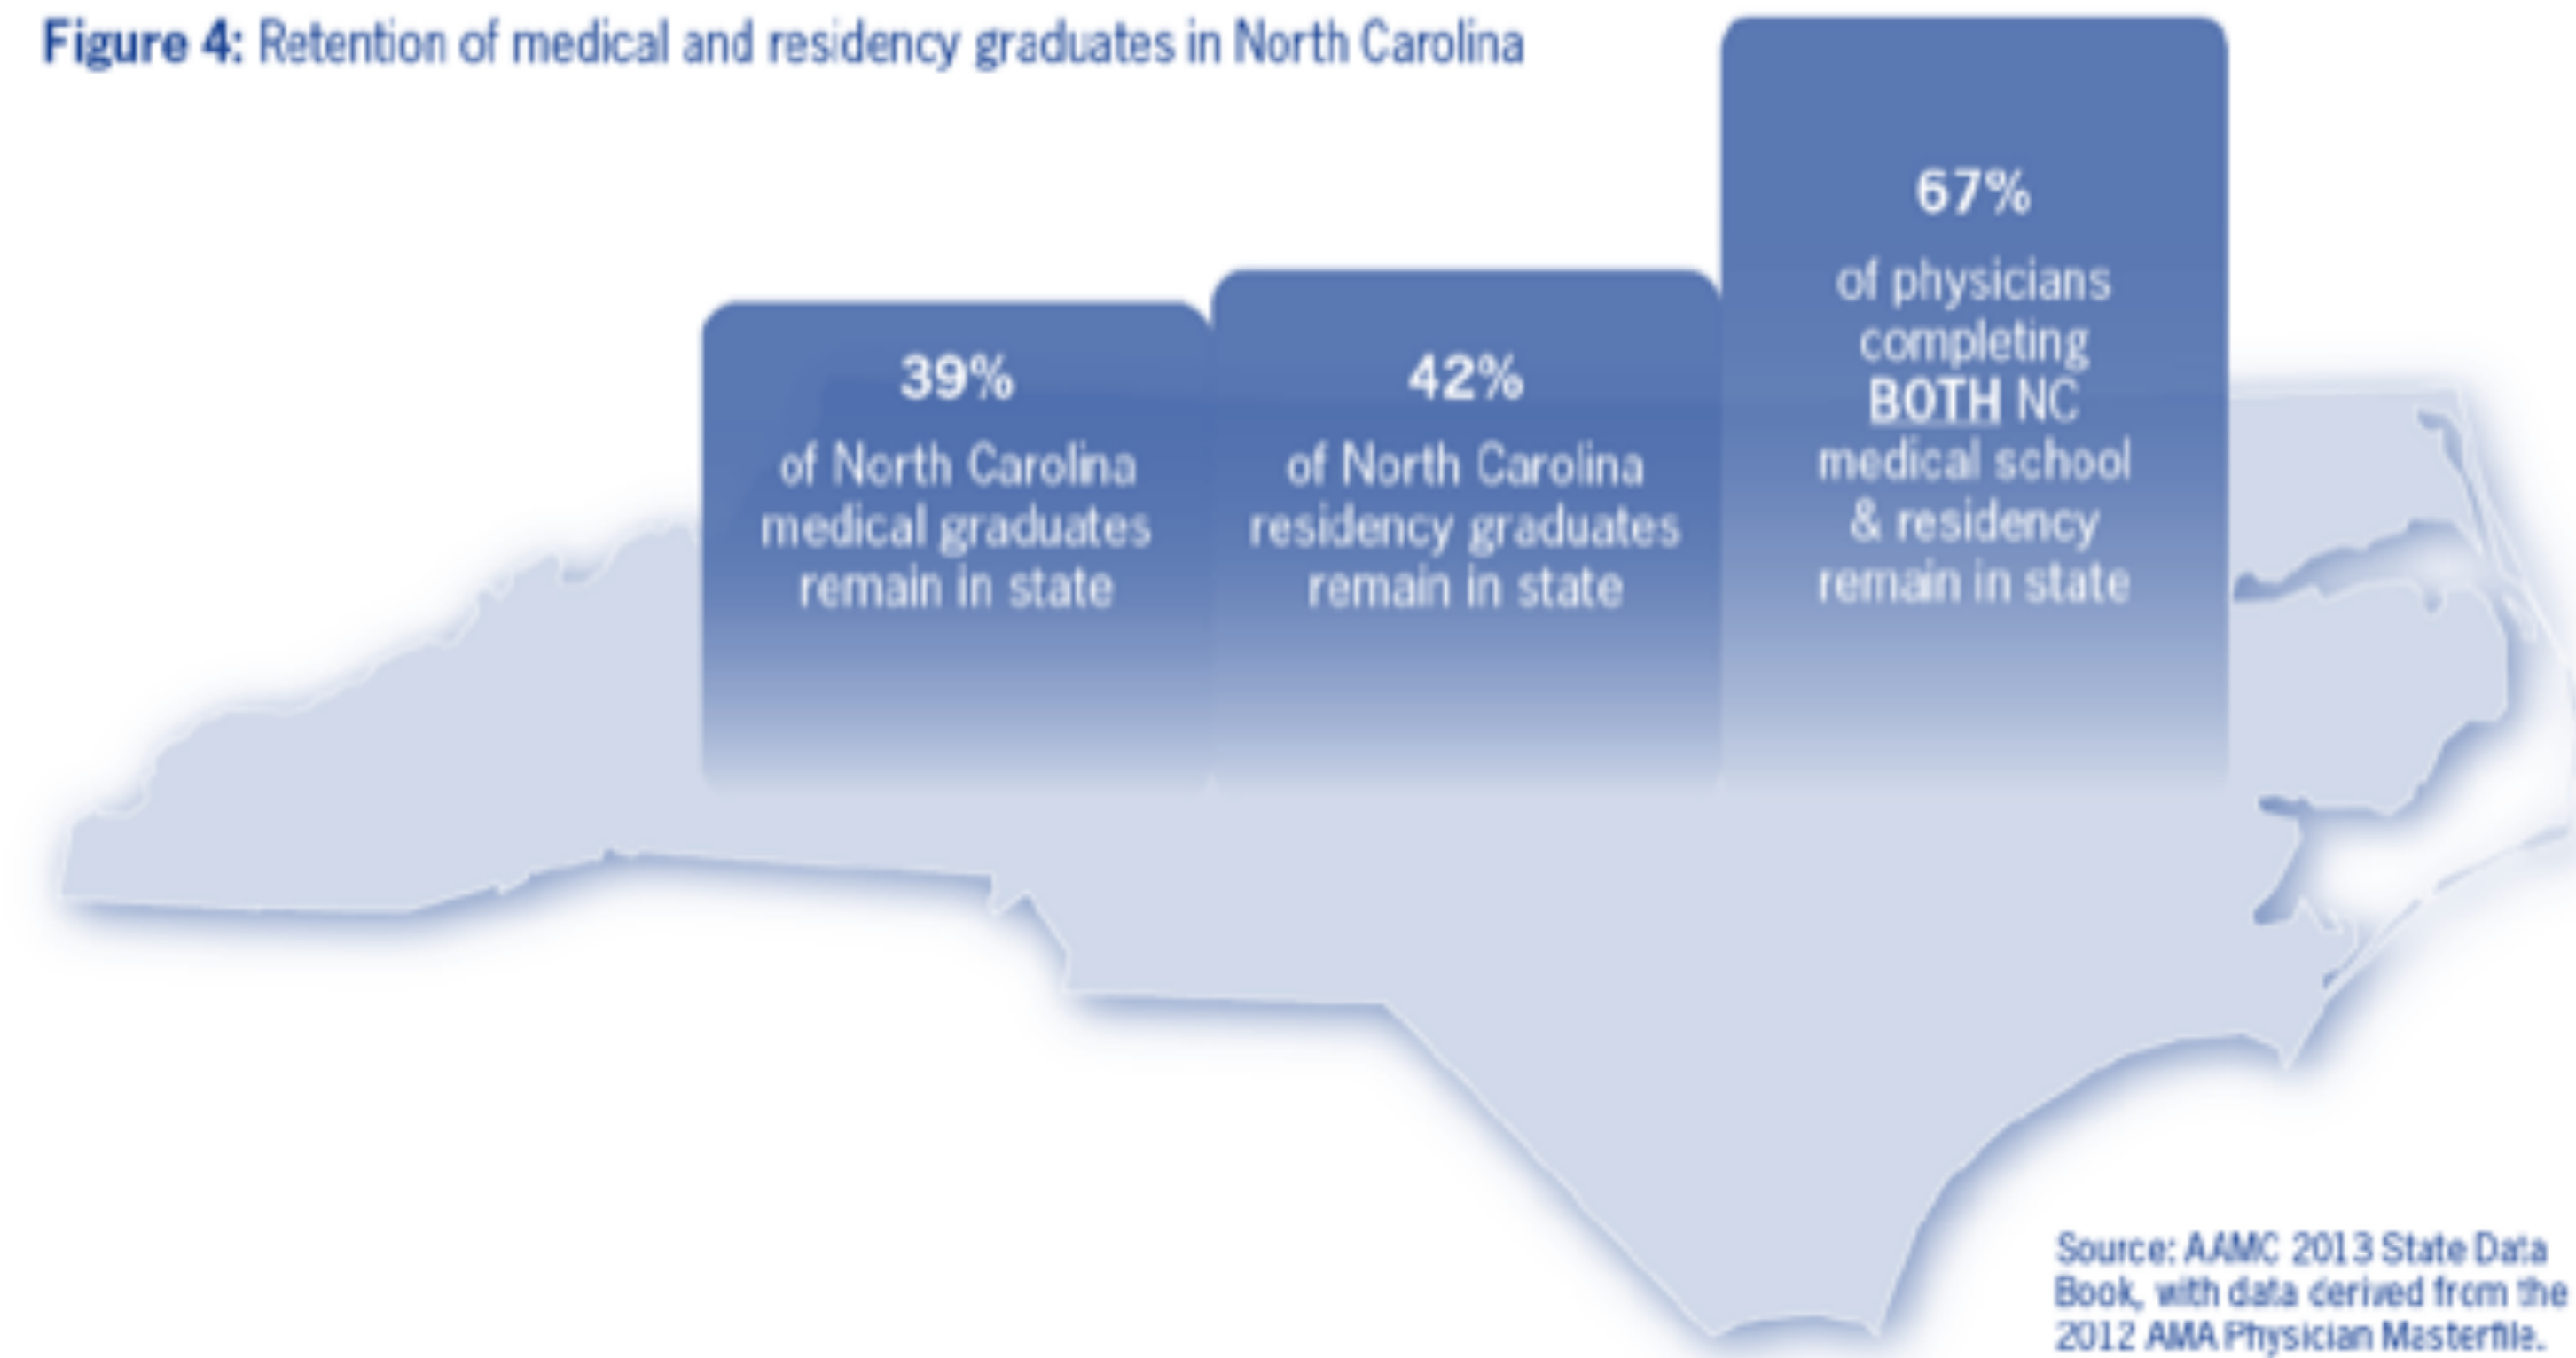 Figure 4: Retention of medical and residency graduates in North Carolina
39%
of North Carolina
medical graduates
remain in state
42%
of North Carolina
residency graduates
remain in state
67%
of physicians
completing
BOTH NC
medical school
& residency
remain in state
Source: AAMC 2013 State Data
Book, with data derived from the
2012 AMA Physician Masterfile.